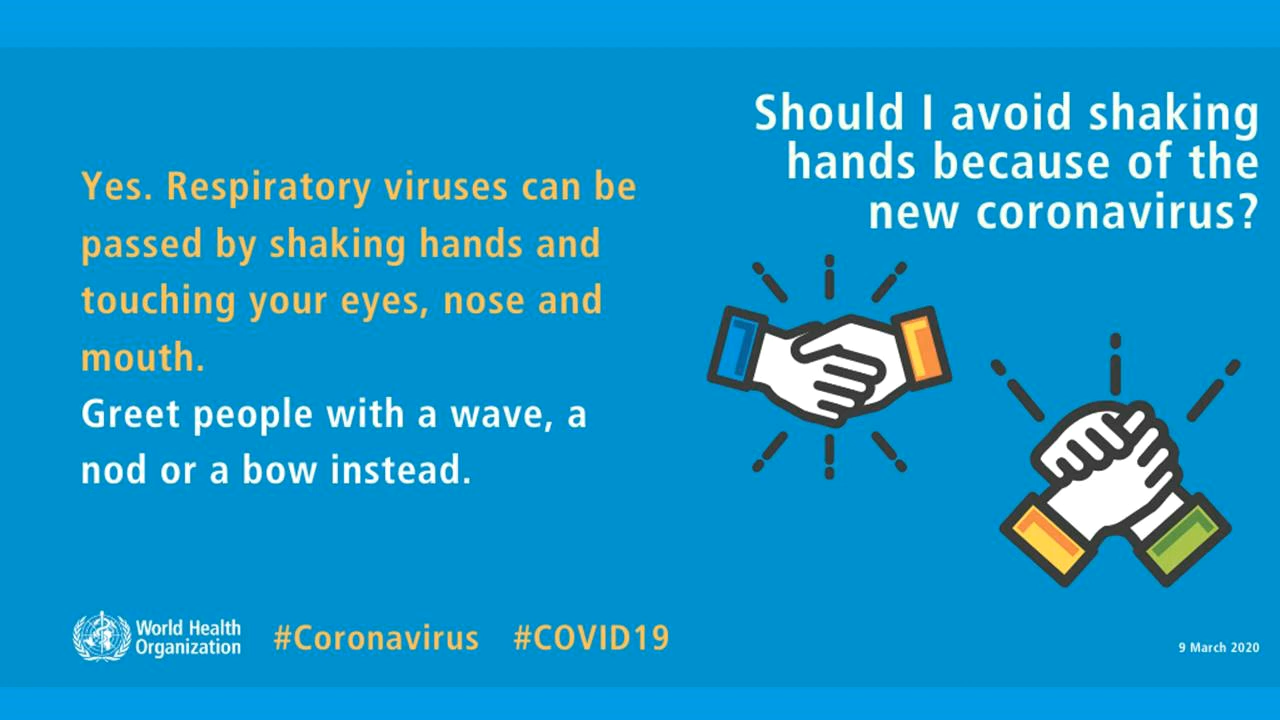 Should I avoid shaking
hands because of the
new coronavirus?
Yes. Respiratory viruses can be
passed by shaking hands and
touching your eyes, nose and
mouth.
Greet people with a wave, a
nod or a bow instead.
World Health
Organization
#Coronavirus #COVID19
9 March 2020